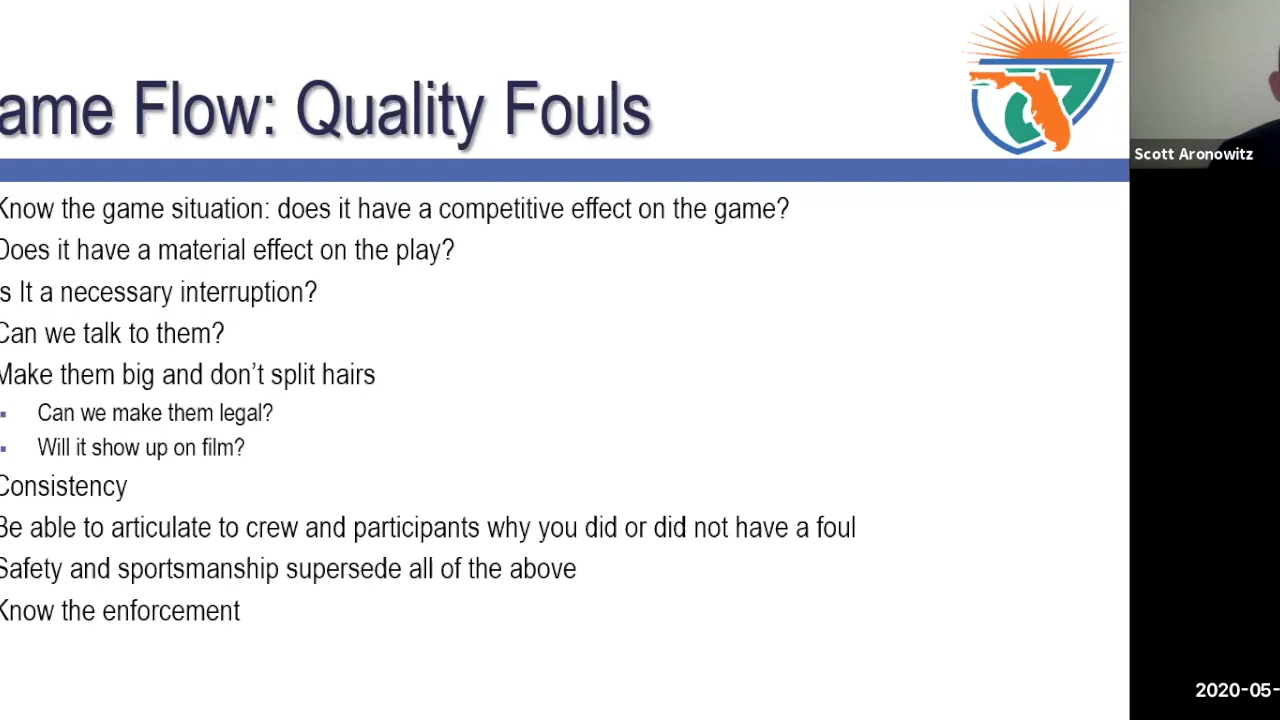 ame Flow: Quality Fouls
Know the game situation: does it have a competitive effect on the game?
Does it have a material effect on the play?
Is It a necessary interruption?
Can we talk to them?
Make them big and don’t split hairs
▪ Can we make them legal?
▪ Will it show up on film?
Consistency
Be able to articulate to crew and participants why you did or did not have a foul
Safety and sportsmanship supersede all of the above
Know the enforcement
Scott Aronowitz
2020-05-